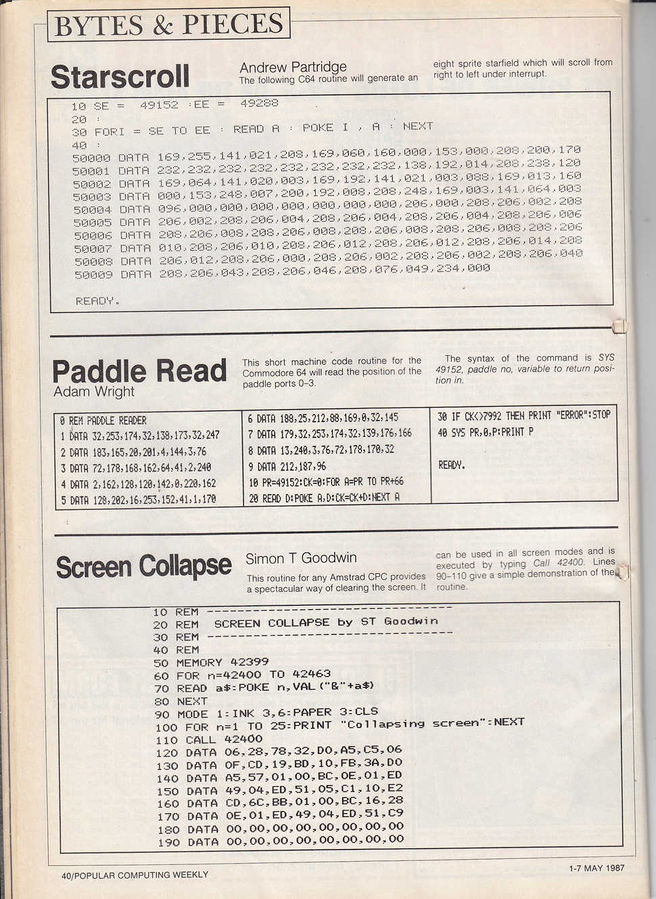 BYTES & PIECES
Starscroll
Andrew Partridge
The following C64 routine will generate an
eight sprite starfield which will scroll from
right to left under interrupt.
10 SE = 49152 :EE = 49288
20 :
30 FORI = SE TO EE : READ A : POKE I , A : NEXT
40 :
50000 DATA 169,255,141,021,208,169,060,160,000,153,000,208,200,170
50001 DATA 232,232,232,232,232,232,232,232,138,192,014,208,238,120
50002 DATA 169,064,141,020,003,169,192,141,021,003,088,169,013,160
50003 DATA 000,153,248,007,200,192,008,208,248,169,003,141,064,003
50004 DATA 096,000,000,000,000,000,000,000,206,000,208,206,002,208
50005 DATA 206,002,208,206,004,208,206,004,208,206,004,208,206,006
50006 DATA 208,206,008,208,206,008,208,206,008,208,206,008,208,206
50007 DATA 010,208,206,010,208,206,012,208,206,012,208,206,014,208
50008 DATA 206,012,208,206,000,208,206,002,208,206,002,208,206,040
50009 DATA 208,206,043,208,206,046,208,076,049,234,000
READY.
Paddle Read
Adam Wright
This short machine code routine for the
Commodore 64 will read the position of the
paddle ports 0–3.
The syntax of the command is SYS
49152, paddle no, variable to return posi-
tion in.
0 REM PADDLE READER
1 DATA 32,253,174,32,138,173,32,247
2 DATA 183,165,20,201,4,144,3,76
3 DATA 72,178,168,162,64,41,2,240
4 DATA 2,162,128,120,142,0,220,162
5 DATA 128,202,16,253,152,41,1,170
6 DATA 188,25,212,88,169,0,32,145
7 DATA 179,32,253,174,32,139,176,166
8 DATA 13,240,3,76,72,178,170,32
9 DATA 212,187,96
10 PR=49152:CK=0:FOR A=PR TO PR+66
20 READ D:POKE A,D:CK=CK+D:NEXT A
30 IF CK<>7992 THEN PRINT "ERROR":STOP
40 SYS PR,0,P:PRINT P
READY.
Screen Collapse
Simon T Goodwin
This routine for any Amstrad CPC provides
a spectacular way of clearing the screen. It
can be used in all screen modes and is
executed by typing Call 42400. Lines
90–110 give a simple demonstration of the
routine.
10 REM --------------------------------
20 REM SCREEN COLLAPSE by ST Goodwin
30 REM --------------------------------
40 REM
50 MEMORY 42399
60 FOR n=42400 TO 42463
70 READ a$:POKE n,VAL("&"+a$)
80 NEXT
90 MODE 1:INK 3,6:PAPER 3:CLS
100 FOR n=1 TO 25:PRINT "Collapsing screen":NEXT
110 CALL 42400
120 DATA 06,28,78,32,D0,A5,C5,06
130 DATA 0F,CD,19,BD,10,FB,3A,D0
140 DATA A5,57,01,00,BC,0E,01,ED
150 DATA 49,04,ED,51,05,C1,10,E2
160 DATA CD,6C,BB,01,00,BC,16,28
170 DATA 0E,01,ED,49,04,ED,51,C9
180 DATA 00,00,00,00,00,00,00,00
190 DATA 00,00,00,00,00,00,00,00
40/POPULAR COMPUTING WEEKLY
1-7 MAY 1987